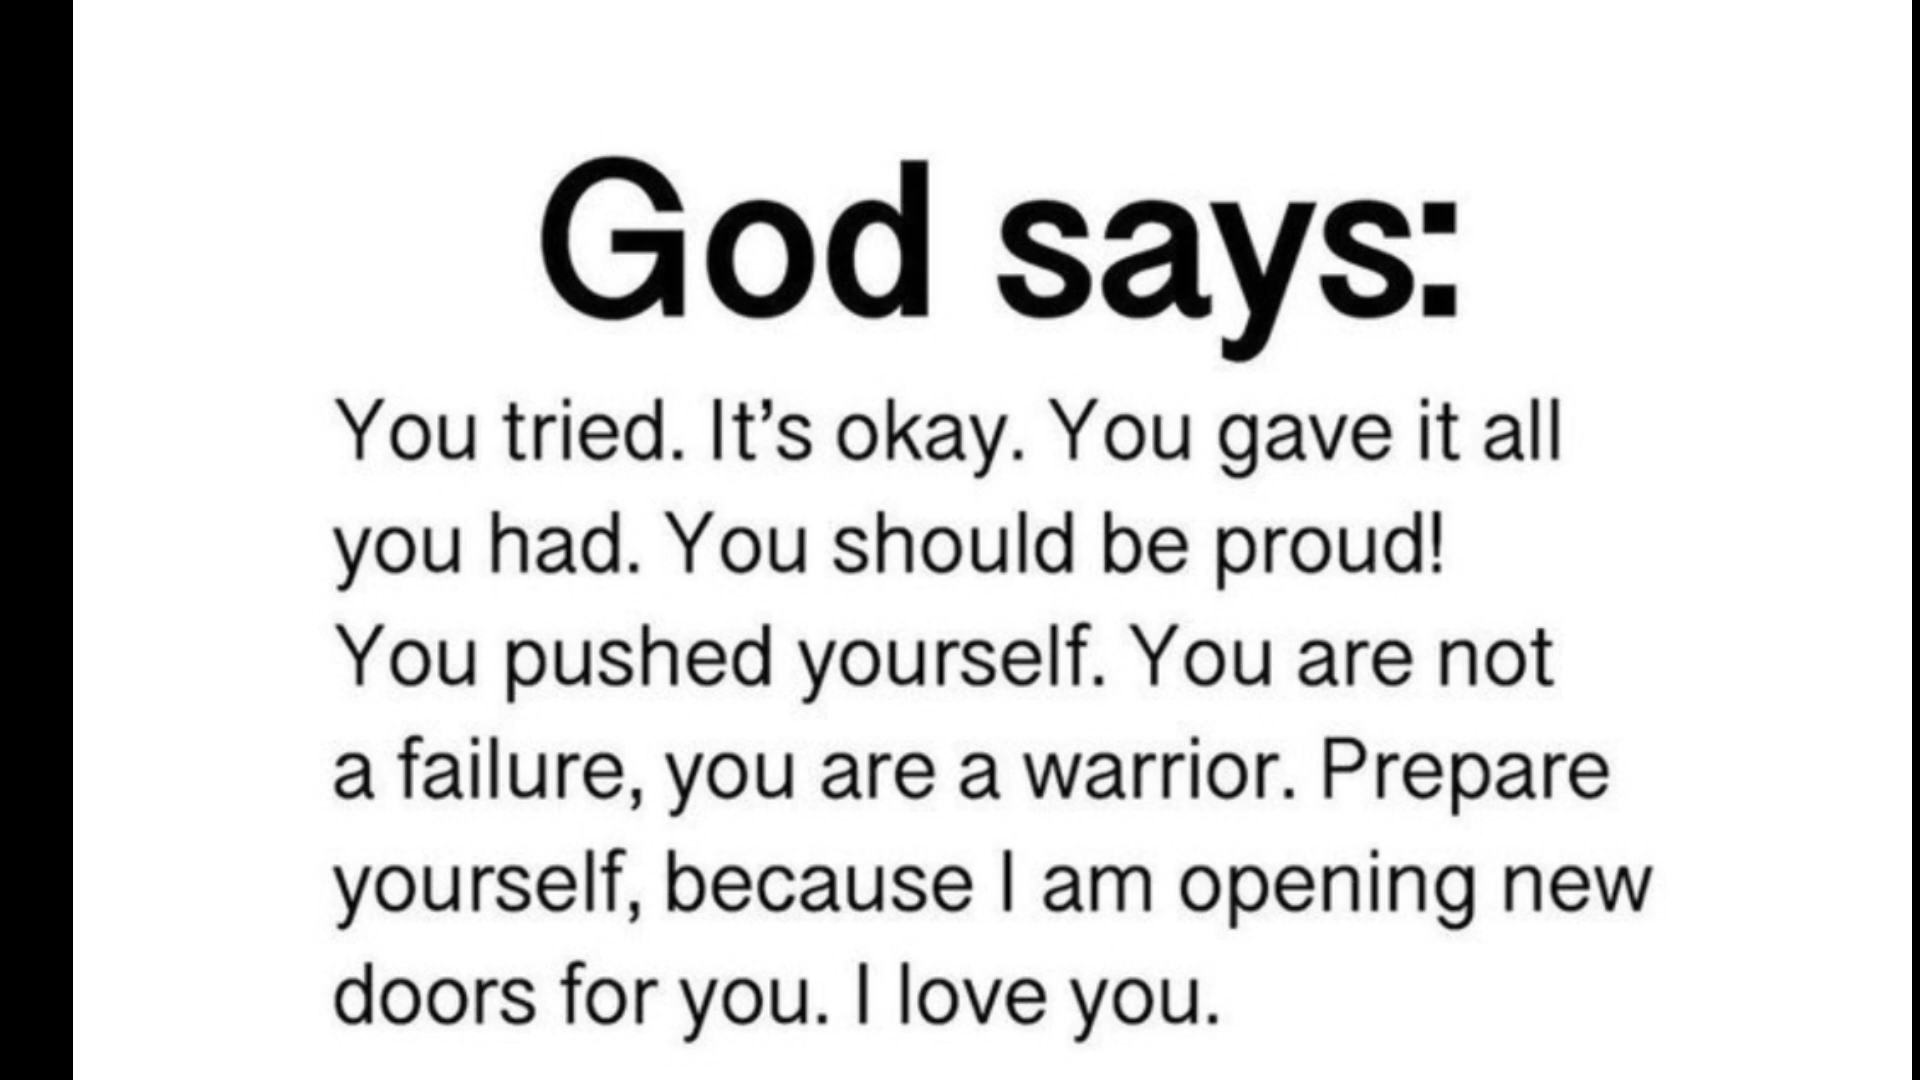 God says:
You tried. It’s okay. You gave it all
you had. You should be proud!
You pushed yourself. You are not
a failure, you are a warrior. Prepare
yourself, because I am opening new
doors for you. I love you.